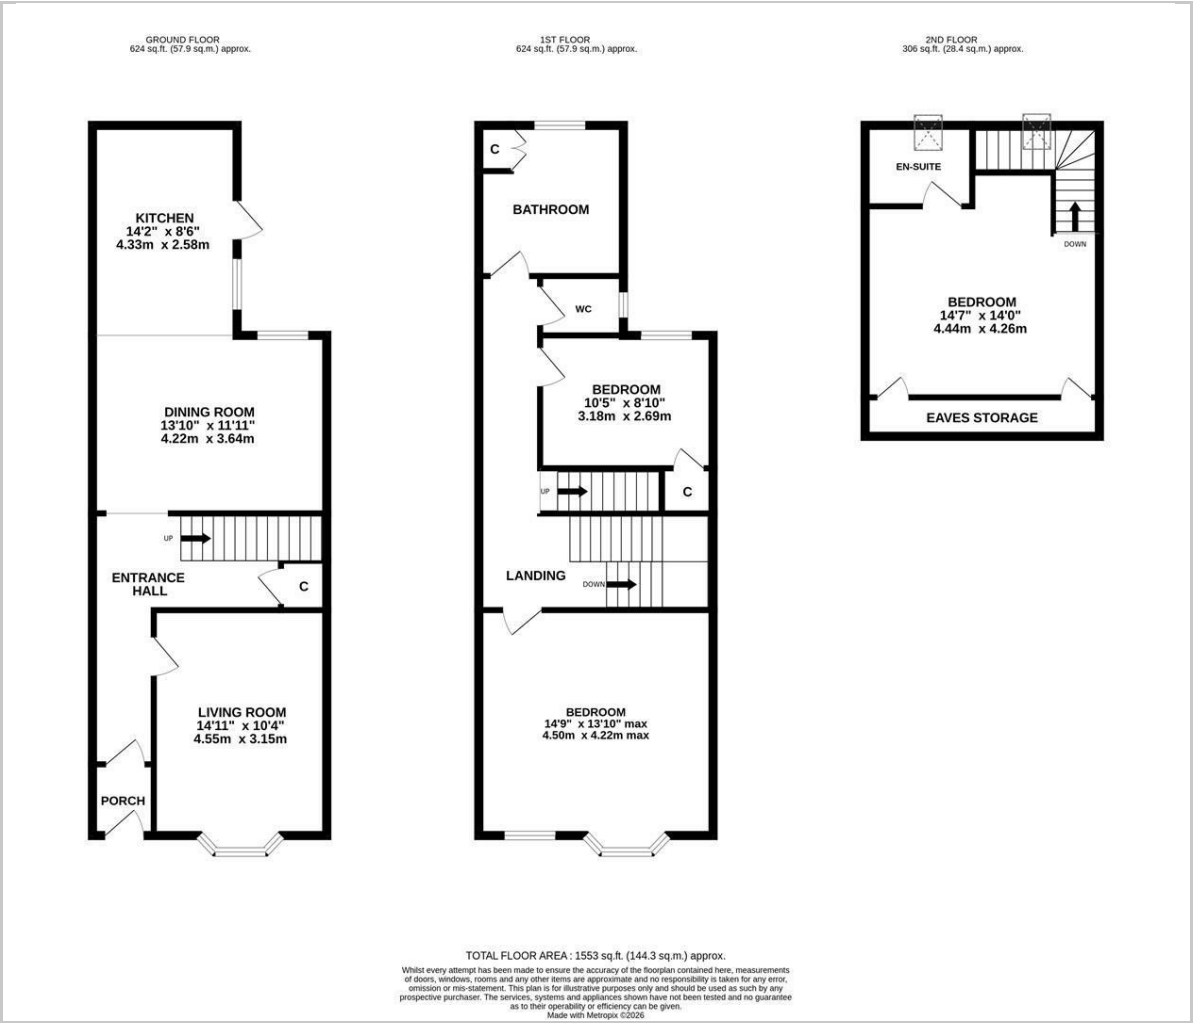 GROUND FLOOR
624 sq.ft. (57.9 sq.m.) approx.
1ST FLOOR
624 sq.ft. (57.9 sq.m.) approx.
2ND FLOOR
306 sq.ft. (28.4 sq.m.) approx.
KITCHEN
14'2" x 8'6"
4.33m x 2.58m
DINING ROOM
13'10" x 11'11"
4.22m x 3.64m
UP
ENTRANCE
HALL
C
LIVING ROOM
14'11" x 10'4"
4.55m x 3.15m
PORCH
C
BATHROOM
WC
BEDROOM
10'5" x 8'10"
3.18m x 2.69m
UP
C
LANDING
DOWN
BEDROOM
14'9" x 13'10" max
4.50m x 4.22m max
EN-SUITE
DOWN
BEDROOM
14'7" x 14'0"
4.44m x 4.26m
EAVES STORAGE
TOTAL FLOOR AREA : 1553 sq.ft. (144.3 sq.m.) approx.
Whilst every attempt has been made to ensure the accuracy of the floorplan contained here, measurements
of doors, windows, rooms and any other items are approximate and no responsibility is taken for any error,
omission or mis-statement. This plan is for illustrative purposes only and should be used as such by any
prospective purchaser. The services, systems and appliances shown have not been tested and no guarantee
as to their operability or efficiency can be given.
Made with Metropix ©2026